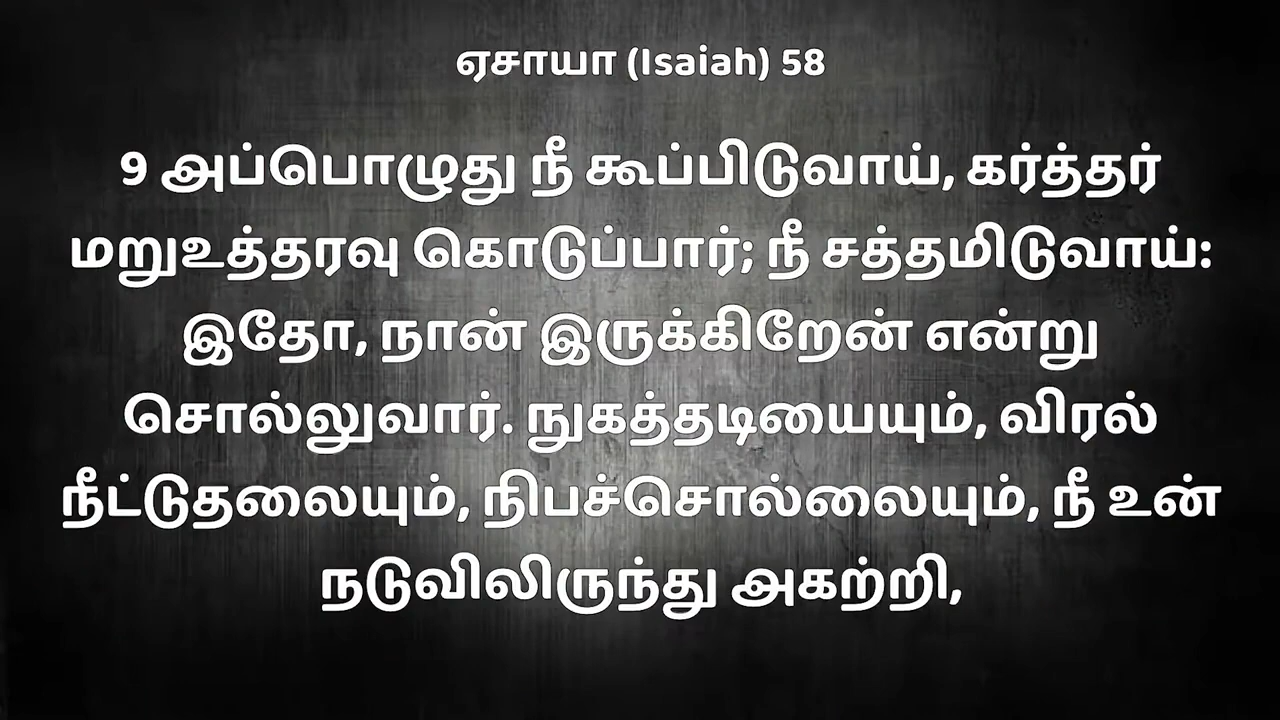 ஏசாயா (Isaiah) 58
9 அப்பொழுது நீ கூப்பிடுவாய், கர்த்தர்
மறுஉத்தரவு கொடுப்பார்; நீ சத்தமிடுவாய்:
இதோ, நான் இருக்கிறேன் என்று
சொல்லுவார். நுகத்தடியையும், விரல்
நீட்டுதலையும், நிபச்சொல்லையும், நீ உன்
நடுவிலிருந்து அகற்றி,